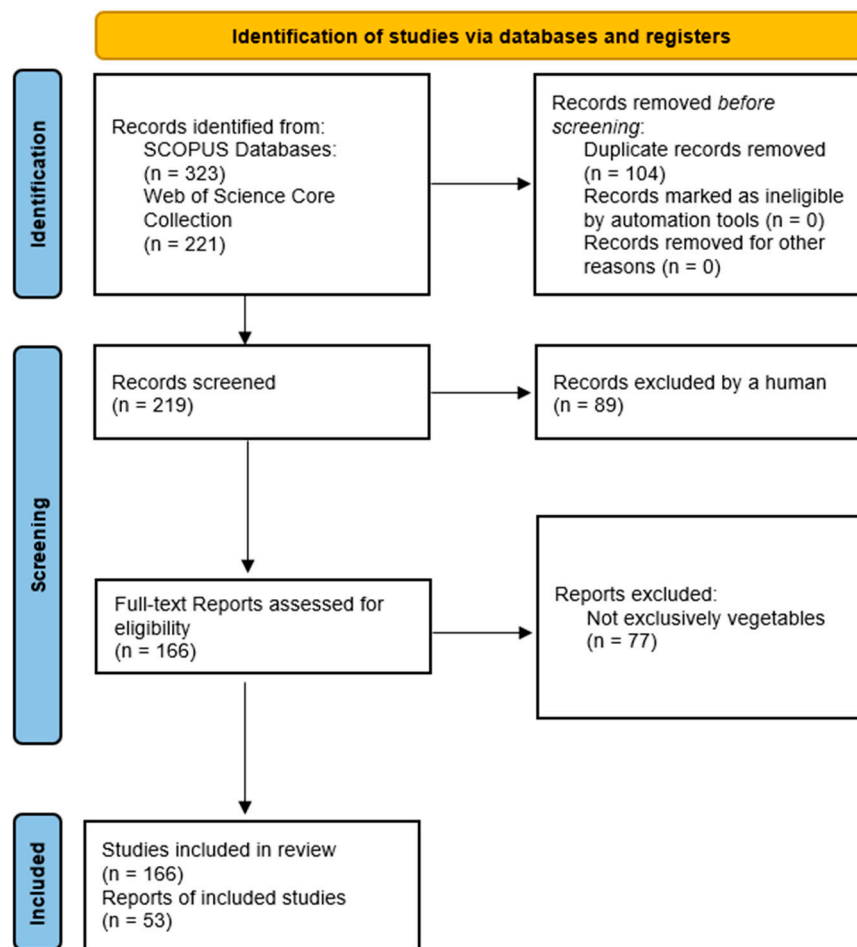 Identification of studies via databases and registers
Identification
Records identified from:
SCOPUS Databases:
(n = 323)
Web of Science Core
Collection
(n = 221)
Records removed before
screening:
Duplicate records removed
(n = 104)
Records marked as ineligible
by automation tools (n = 0)
Records removed for other
reasons (n = 0)
Screening
Records screened
(n = 219)
Records excluded by a human
(n = 89)
Full-text Reports assessed for
eligibility
(n = 166)
Reports excluded:
Not exclusively vegetables
(n = 77)
Included
Studies included in review
(n = 166)
Reports of included studies
(n = 53)